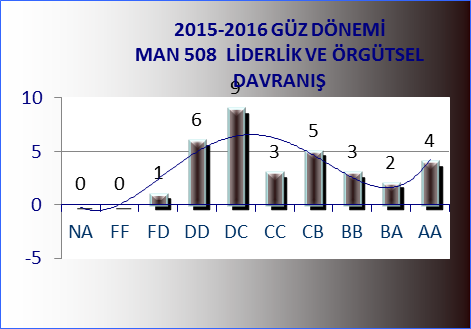 2015-2016 GÜZ DÖNEMİ
MAN 508 LİDERLİK VE ÖRGÜTSEL
DAVRANIŞ
10
5
0
-5
0 0 1 6 9 3 5 3 2 4
NA FF FD DD DC CC CB BB BA AA